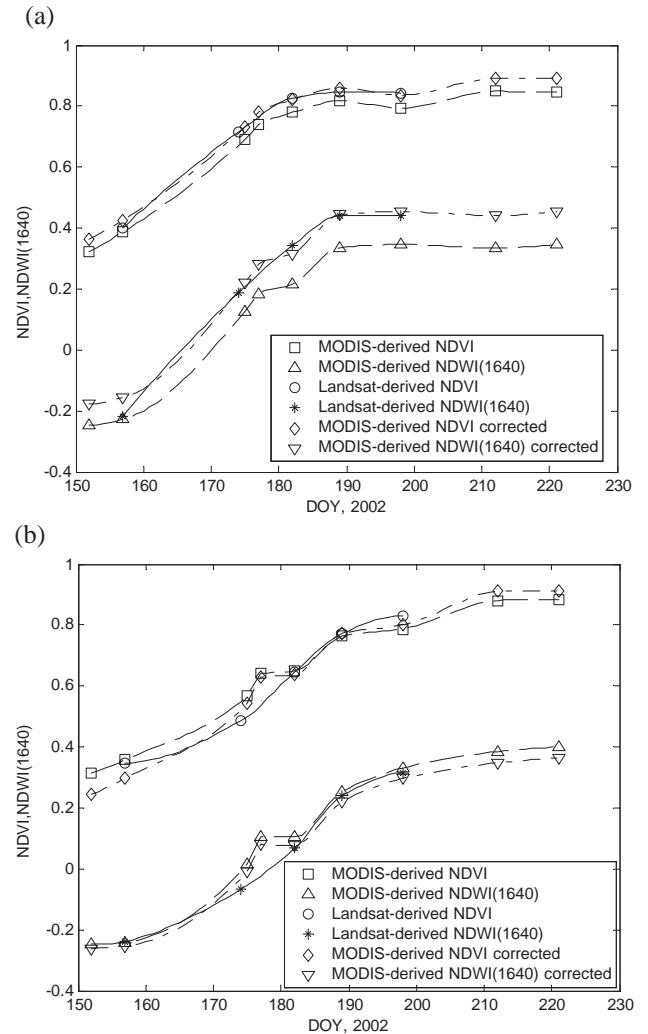 (a)
1
0.8
0.6
0.4
0.2
0
-0.2
-0.4
NDVI,NDWI(1640)
MODIS-derived NDVI
MODIS-derived NDWI(1640)
Landsat-derived NDVI
Landsat-derived NDWI(1640)
MODIS-derived NDVI corrected
MODIS-derived NDWI(1640) corrected
150 160 170 180 190 200 210 220 230
DOY, 2002
(b)
1
0.8
0.6
0.4
0.2
0
-0.2
-0.4
NDVI,NDWI(1640)
MODIS-derived NDVI
MODIS-derived NDWI(1640)
Landsat-derived NDVI
Landsat-derived NDWI(1640)
MODIS-derived NDVI corrected
MODIS-derived NDWI(1640) corrected
150 160 170 180 190 200 210 220 230
DOY, 2002